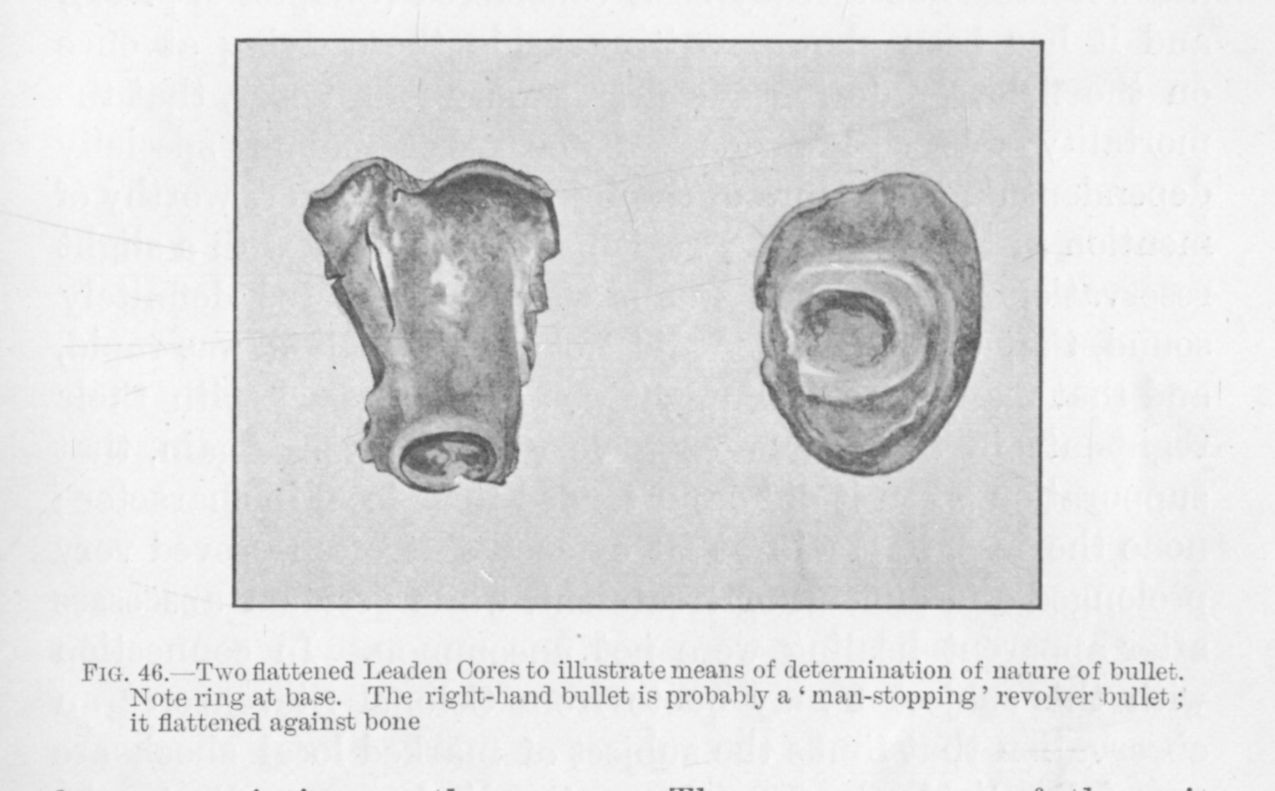 FIG. 46.—Two flattened Leaden Cores to illustrate means of determination of nature of bullet.
Note ring at base. The right-hand bullet is probably a ‘ man-stopping ’ revolver bullet ;
it flattened against bone